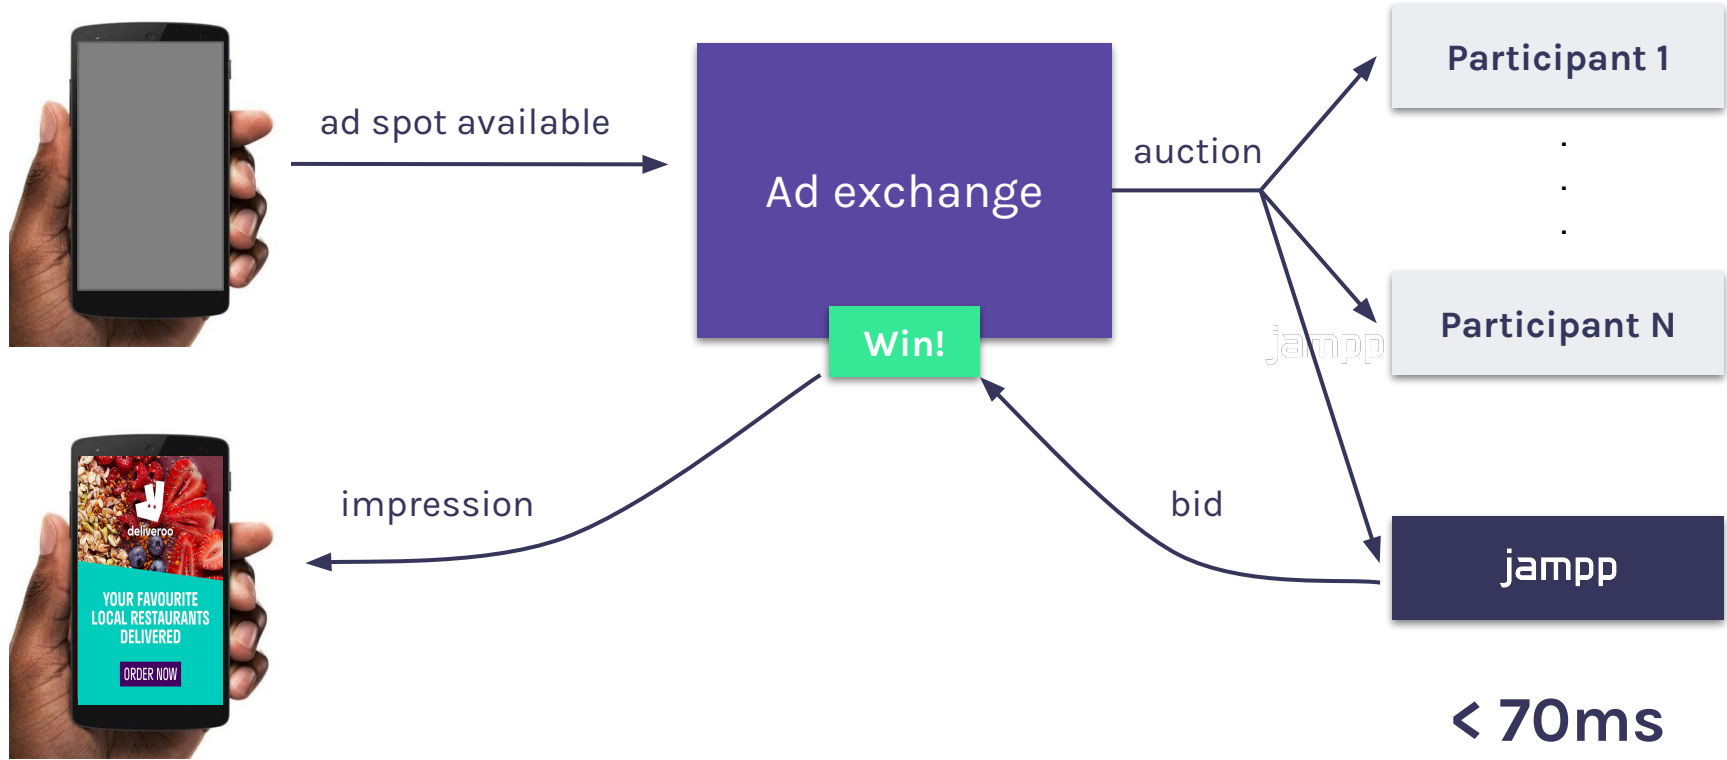 ad spot available
Ad exchange
auction
Participant 1
.
.
.
Participant N
jampp
Win!
impression
bid
jampp
deliveroo
YOUR FAVOURITE
LOCAL RESTAURANTS
DELIVERED
ORDER NOW
< 70ms